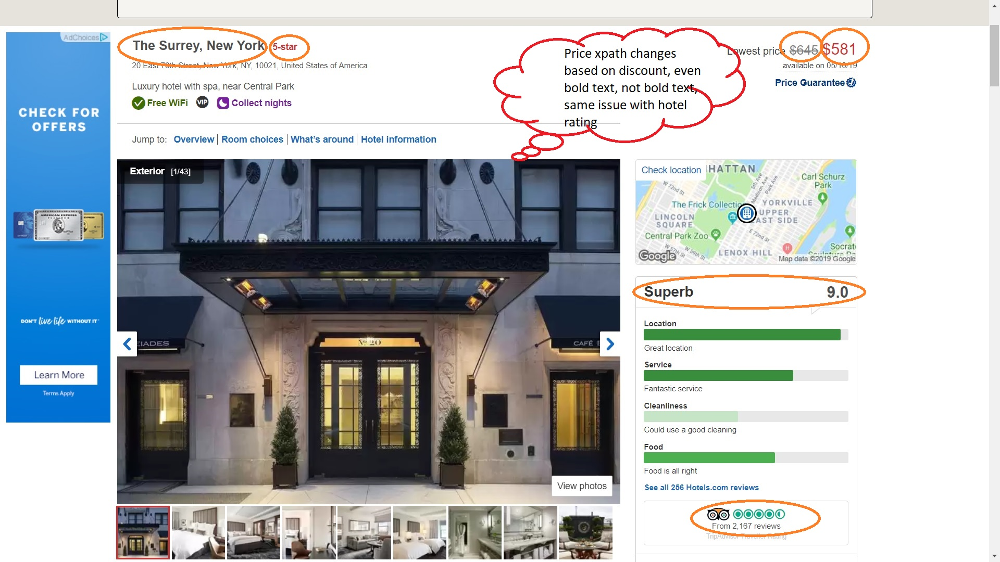 AdChoices
CHECK FOR
OFFERS
AMERICAN EXPRESS
DON'T live life WITHOUT IT
Learn More
Terms Apply
The Surrey, New York 5-star
20 East 76th Street, New York, NY, 10021, United States of America
Luxury hotel with spa, near Central Park
Free WiFi VIP Collect nights
Price xpath changes
based on discount, even
bold text, not bold text,
same issue with hotel
rating
Lowest price $645 $581
available on 05/10/19
Price Guarantee
Jump to: Overview Room choices What's around Hotel information
Exterior [1/43]
EIADES
Nº 20
CAFÉ
View photos
Check location
HATTAN
Carl Schurz
Park
W 72nd St
5th Ave
Madison Ave
Park Ave
The Frick Collectio
YORKVILLE
LINCOLN
SQUARE
UPPER
EAST SIDE
E 72nd St
Central Park Zoo
W 57th St
W 59th St
H
LENOX HILL
Socrate
Google
Map data ©2019 Google
Superb 9.0
Location
Great location
Service
Fantastic service
Cleanliness
Could use a good cleaning
Food
Food is all right
See all 256 Hotels.com reviews
From 2,167 reviews
TripAdvisor Traveller Rating